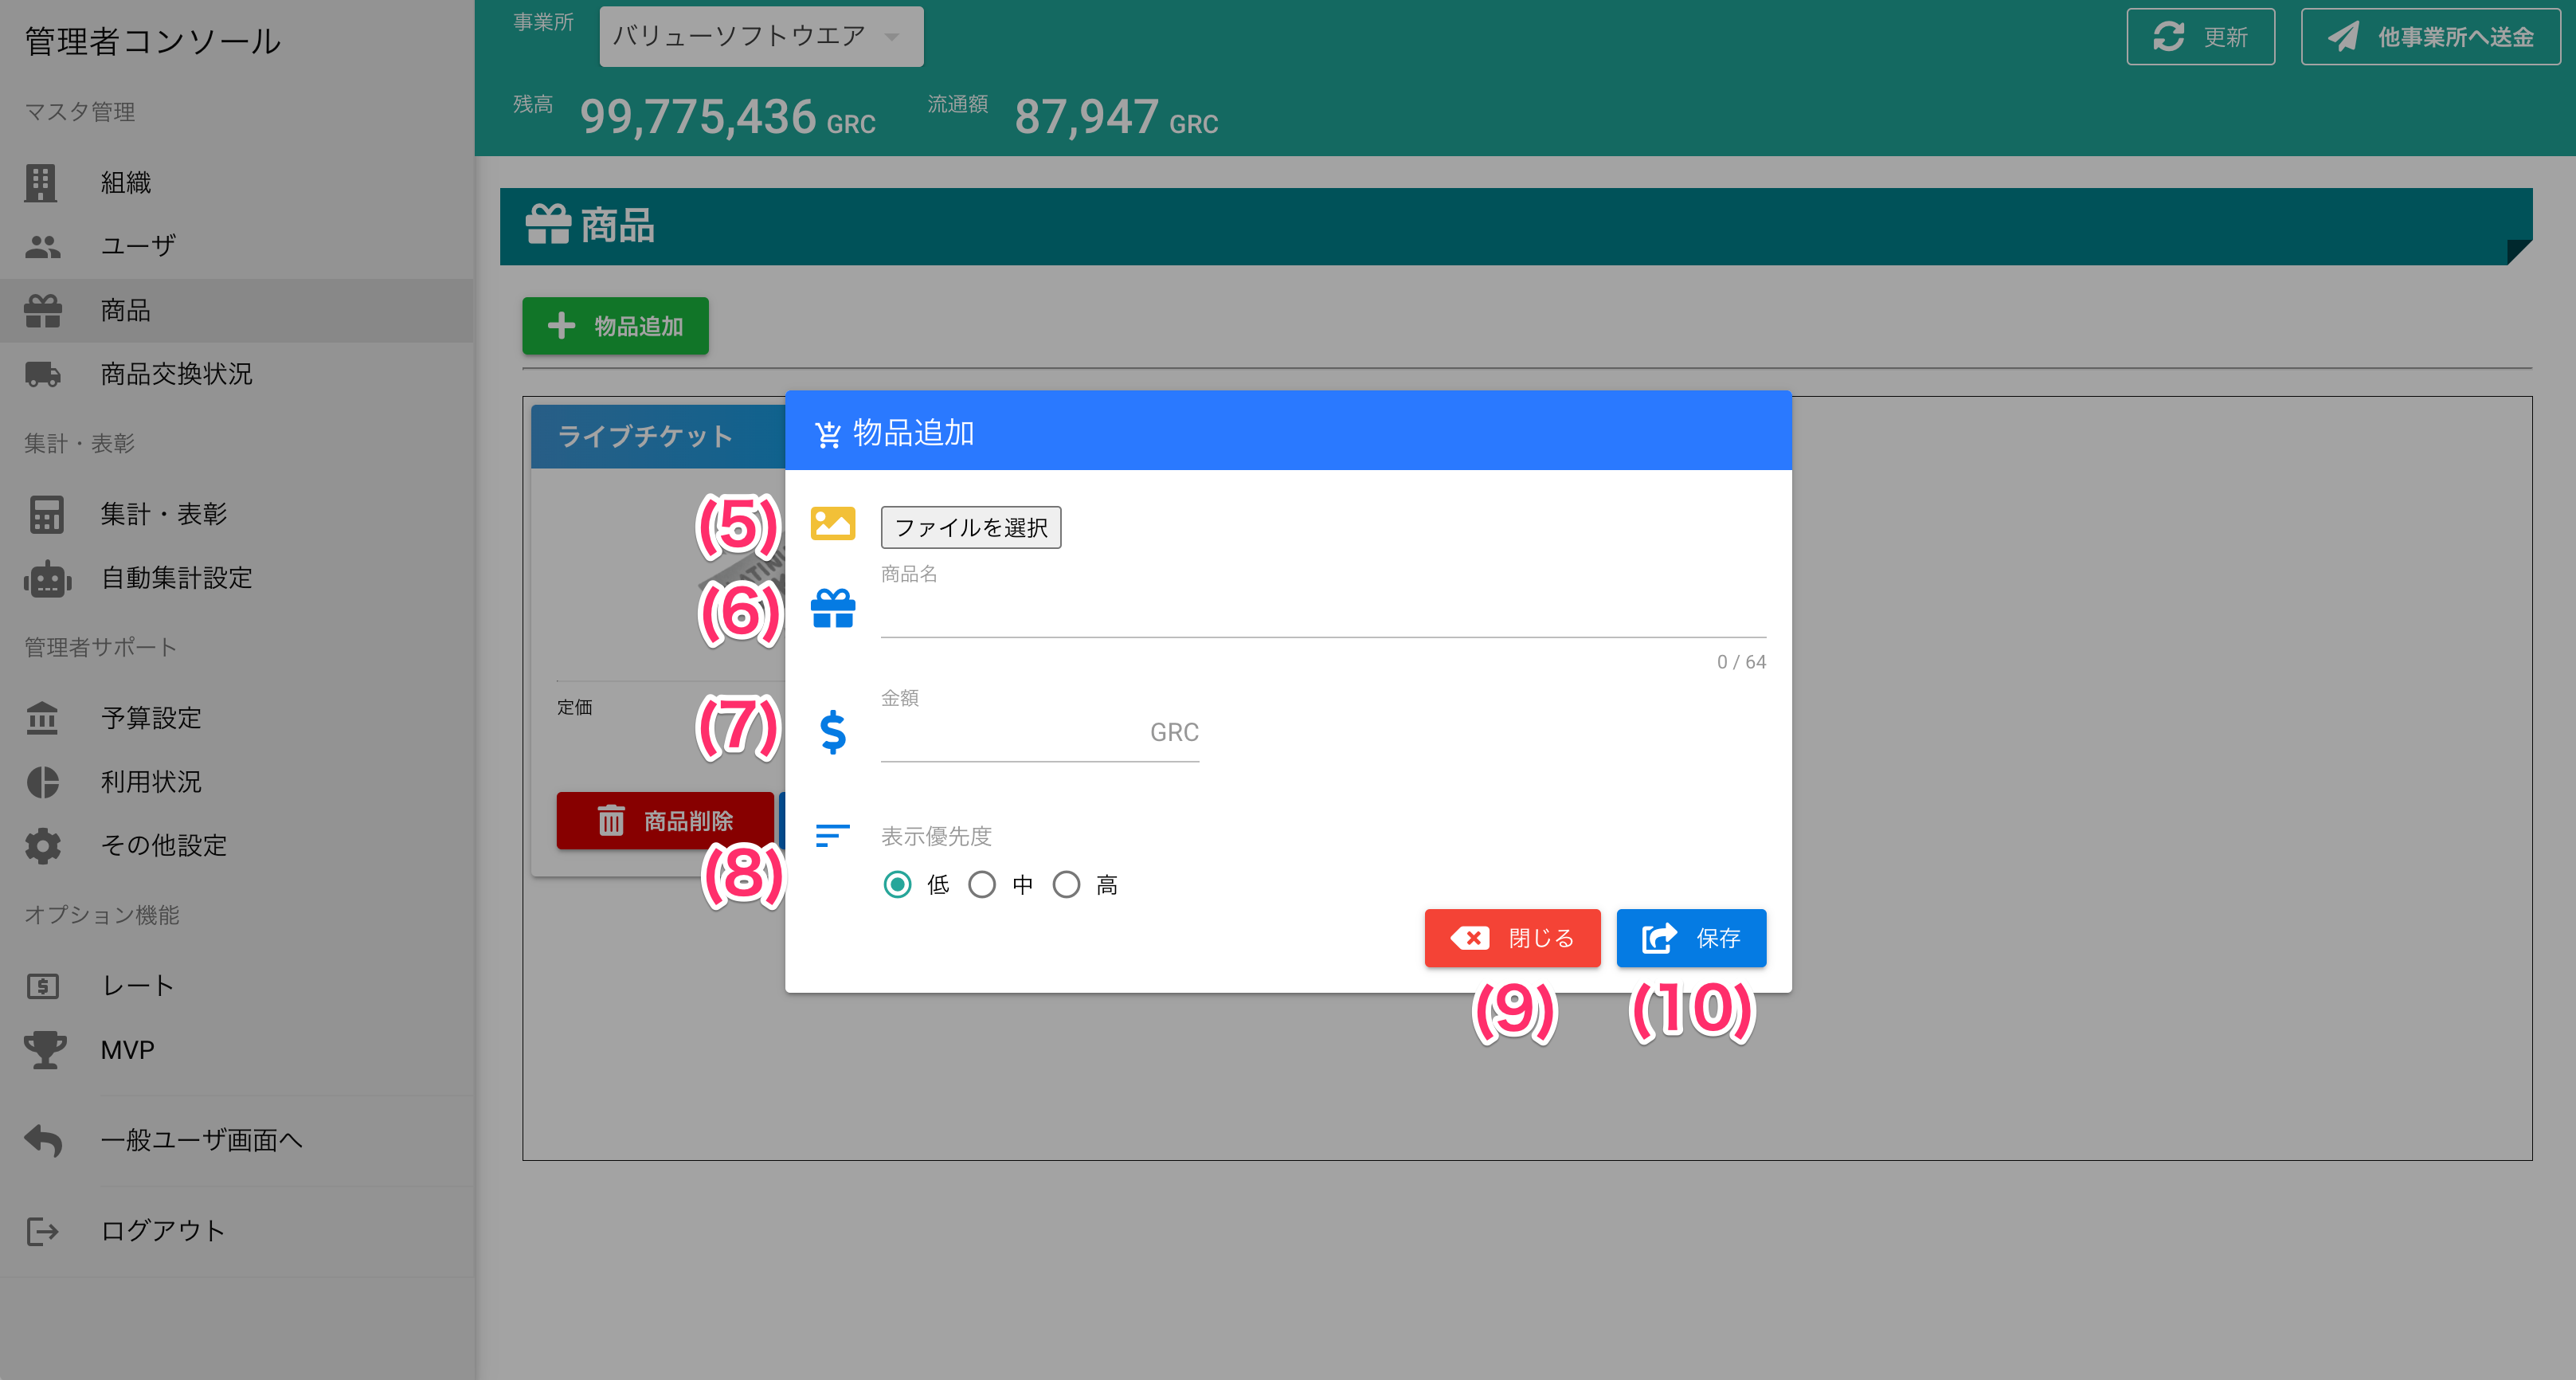 管理者コンソール
マスタ管理
組織
ユーザ
商品
商品交換状況
集計・表彰
集計・表彰
自動集計設定
管理者サポート
予算設定
利用状況
その他設定
オプション機能
レート
MVP
一般ユーザ画面へ
ログアウト
事業所
バリューソフトウエア
更新
他事業所へ送金
残高 99,775,436 GRC
流通額 87,947 GRC
商品
物品追加
ライブチケット
定価
商品削除
物品追加
(5)
ファイルを選択
(6)
商品名
0 / 64
(7)
金額
GRC
(8)
表示優先度
低 中 高
閉じる
保存
(9)
(10)